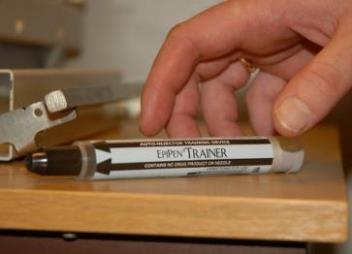 AUTO-INJECTOR TRAINING DEVICE
EPIPEN® TRAINER
CONTAINS NO DRUG PRODUCT OR NEEDLE